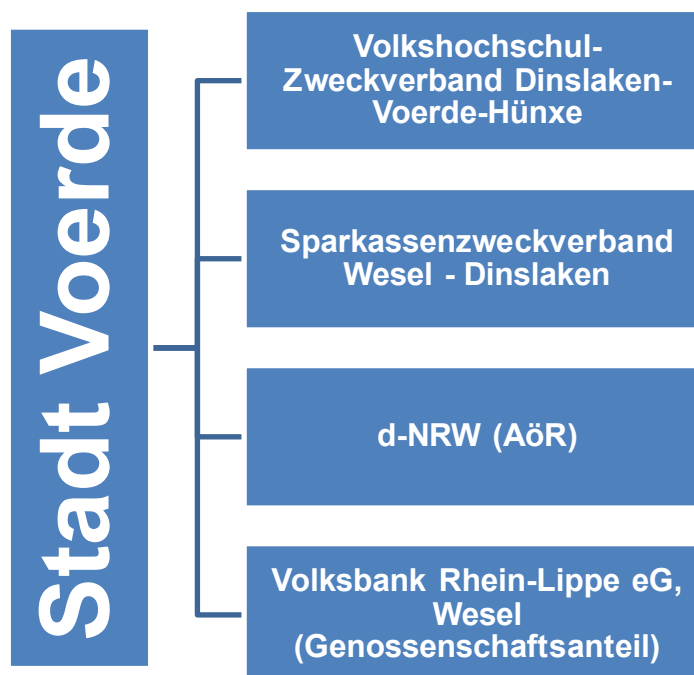 Stadt Voerde
Volkshochschul-
Zweckverband Dinslaken-
Voerde-Hünxe
Sparkassenzweckverband
Wesel - Dinslaken
d-NRW (AöR)
Volksbank Rhein-Lippe eG,
Wesel
(Genossenschaftsanteil)